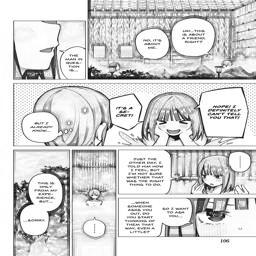 UM...THIS
IS ABOUT
A FRIEND,
RIGHT?
NO, IT'S
ABOUT
ME.
THE
MAN IN
QUES-
TION
IS...
NOPE! I
DEFINITELY
CAN'T TELL
YOU THAT!
IT'S A
SE-
CRET!
BUT I
ALREADY
KNOW...
JUST THE
OTHER DAY, I
TOLD HIM HOW
I FEEL, BUT
I'M NOT SURE
WHETHER THAT
WAS THE RIGHT
THING TO DO.
SO I WANT
TO ASK
YOU...
...WHEN
SOMEONE
ASKS YOU
OUT, DO YOU
START
THINKING OF
THEM THAT
WAY, EVEN A
LITTLE?
...
THIS IS
ONLY FROM
MY EX-
PERIENCE,
BUT...
...SORRY.
106